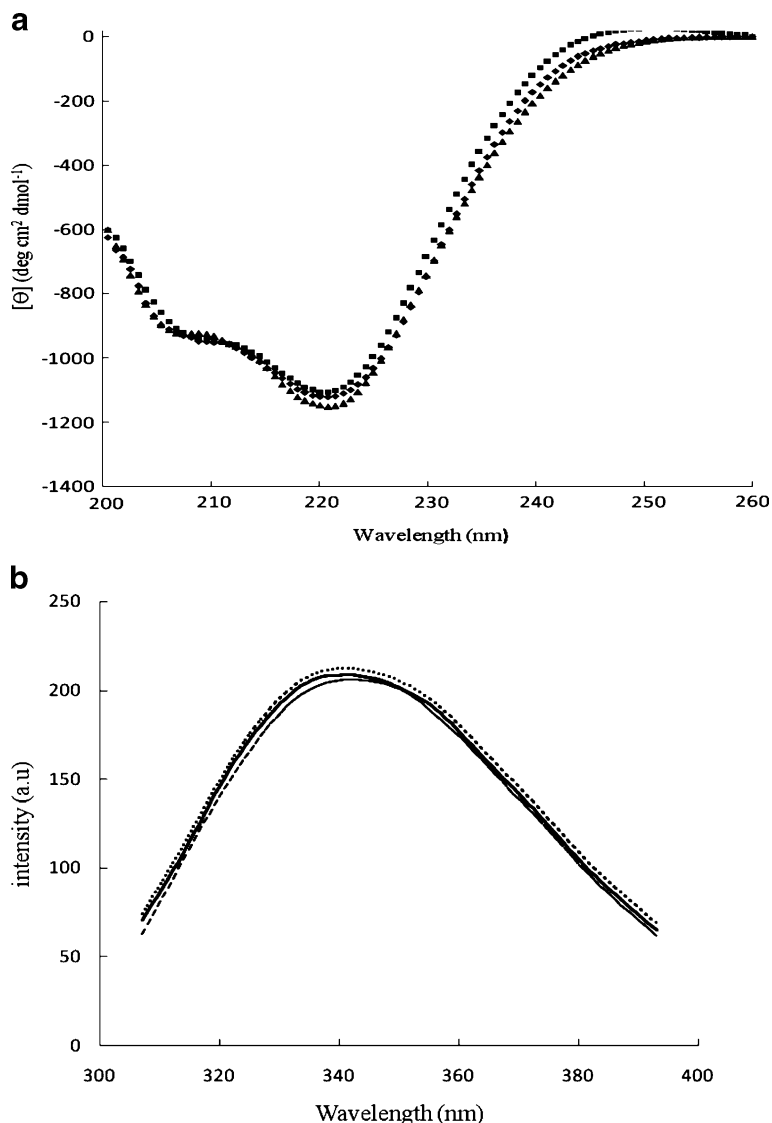 a
0
-200
-400
-600
-800
-1000
-1200
-1400
[θ] (deg cm² dmol⁻¹)
200 210 220 230 240 250 260
Wavelength (nm)
b
250
200
150
100
50
0
intensity (a.u)
300 320 340 360 380 400
Wavelength (nm)